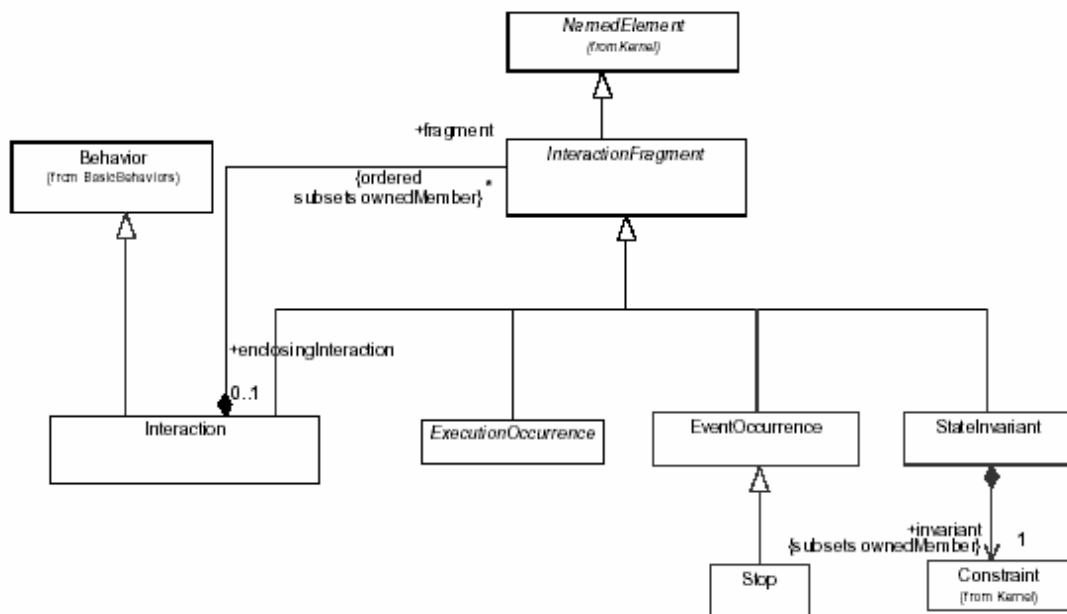 NamedElement
(from Kernel)
+fragment
InteractionFragment
Behavior
(from BasicBehaviors)
{ordered
subsets ownedMember}
*
+enclosingInteraction
0..1
Interaction
ExecutionOccurrence
EventOccurrence
StateInvariant
+invariant
{subsets ownedMember}
1
Stop
Constraint
(from Kernel)